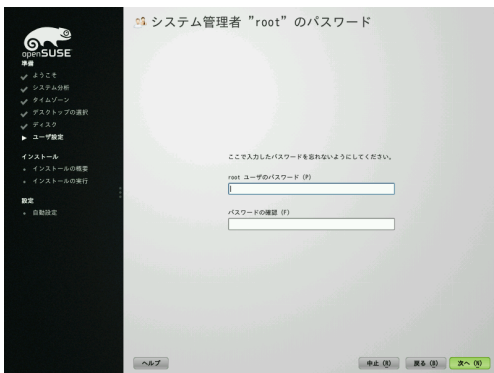 openSUSE
準備
ようこそ
システム分析
タイムゾーン
デスクトップの選択
ディスク
ユーザ設定
インストール
インストールの概要
インストールの実行
設定
自動設定
システム管理者 "root" のパスワード
ここで入力したパスワードを忘れないようにしてください。
root ユーザのパスワード (P)
パスワードの確認 (F)
ヘルプ
中止 (R)
戻る (B)
次へ (N)